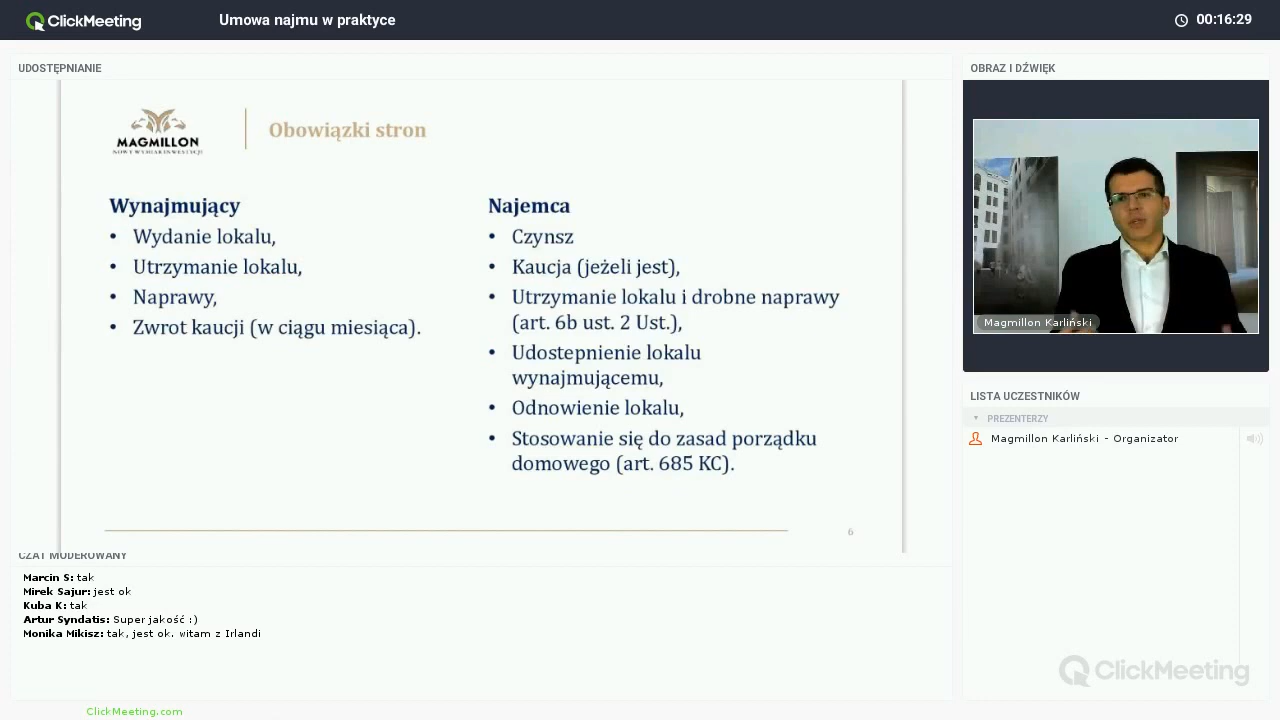 ClickMeeting
Umowa najmu w praktyce
00:16:29
UDOSTĘPNIANIE
MAGMILLON
NOWY WYMIAR INWESTYCJI
Obowiązki stron
Wynajmujący
• Wydanie lokalu,
• Utrzymanie lokalu,
• Naprawy,
• Zwrot kaucji (w ciągu miesiąca).
Najemca
• Czynsz
• Kaucja (jeżeli jest),
• Utrzymanie lokalu i drobne naprawy
(art. 6b ust. 2 Ust.),
• Udostepnienie lokalu
wynajmującemu,
• Odnowienie lokalu,
• Stosowanie się do zasad porządku
domowego (art. 685 KC).
6
CZAT MODEROWANY
Marcin S: tak
Mirek Sajur: jest ok
Kuba K: tak
Artur Syndatis: Super jakość :)
Monika Mikisz: tak, jest ok. witam z Irlandi
ClickMeeting.com
OBRAZ I DŹWIĘK
Magmillon Karliński
LISTA UCZESTNIKÓW
PREZENTERZY
Magmillon Karliński - Organizator
ClickMeeting